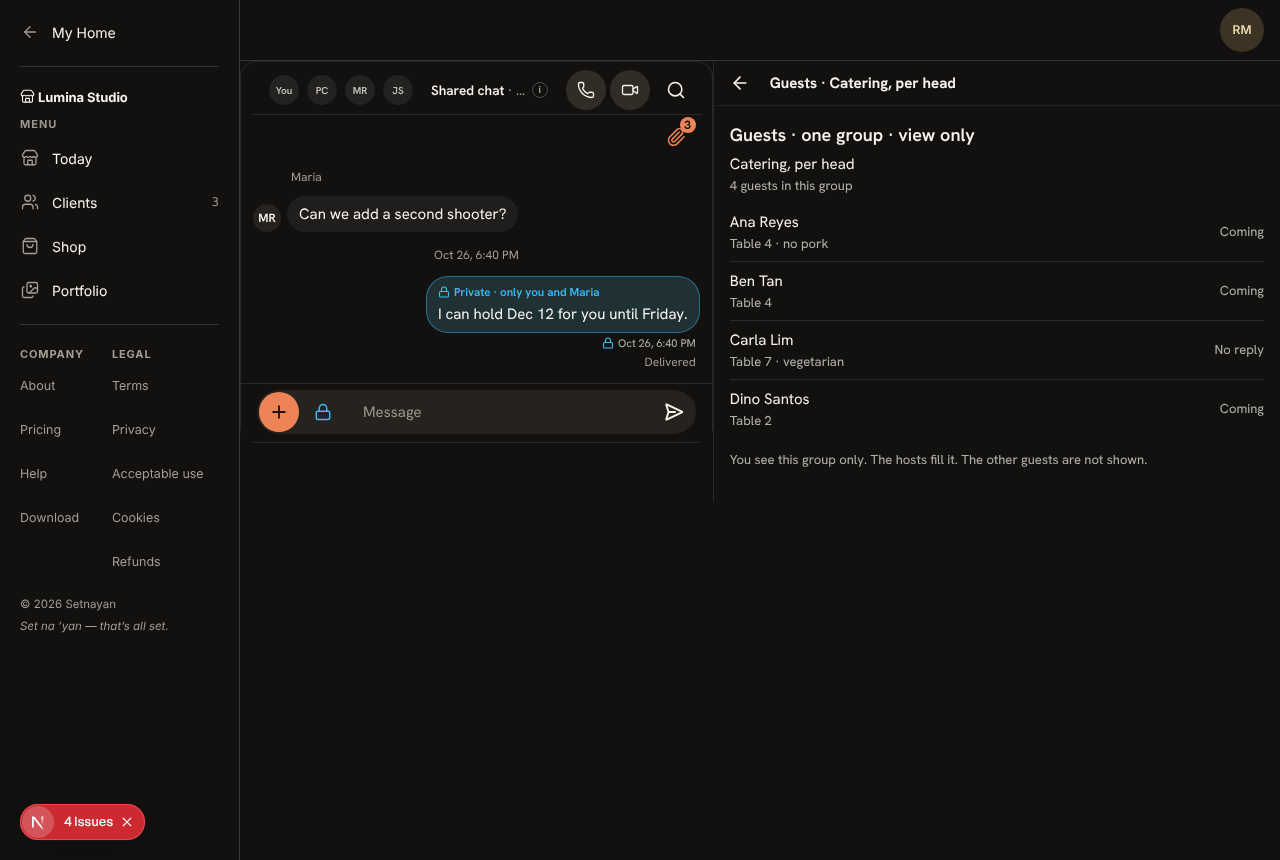 My Home
RM
Lumina Studio
MENU
Today
Clients 3
Shop
Portfolio
COMPANY LEGAL
About Terms
Pricing Privacy
Help Acceptable use
Download Cookies
Refunds
© 2026 Setnayan
Set na 'yan — that's all set.
4 Issues
You PC MR JS Shared chat · ...
3
Maria
MR Can we add a second shooter?
Oct 26, 6:40 PM
Private · only you and Maria
I can hold Dec 12 for you until Friday.
Oct 26, 6:40 PM
Delivered
Message
Guests · Catering, per head
Guests · one group · view only
Catering, per head
4 guests in this group
Ana Reyes
Table 4 · no pork
Coming
Ben Tan
Table 4
Coming
Carla Lim
Table 7 · vegetarian
No reply
Dino Santos
Table 2
Coming
You see this group only. The hosts fill it. The other guests are not shown.